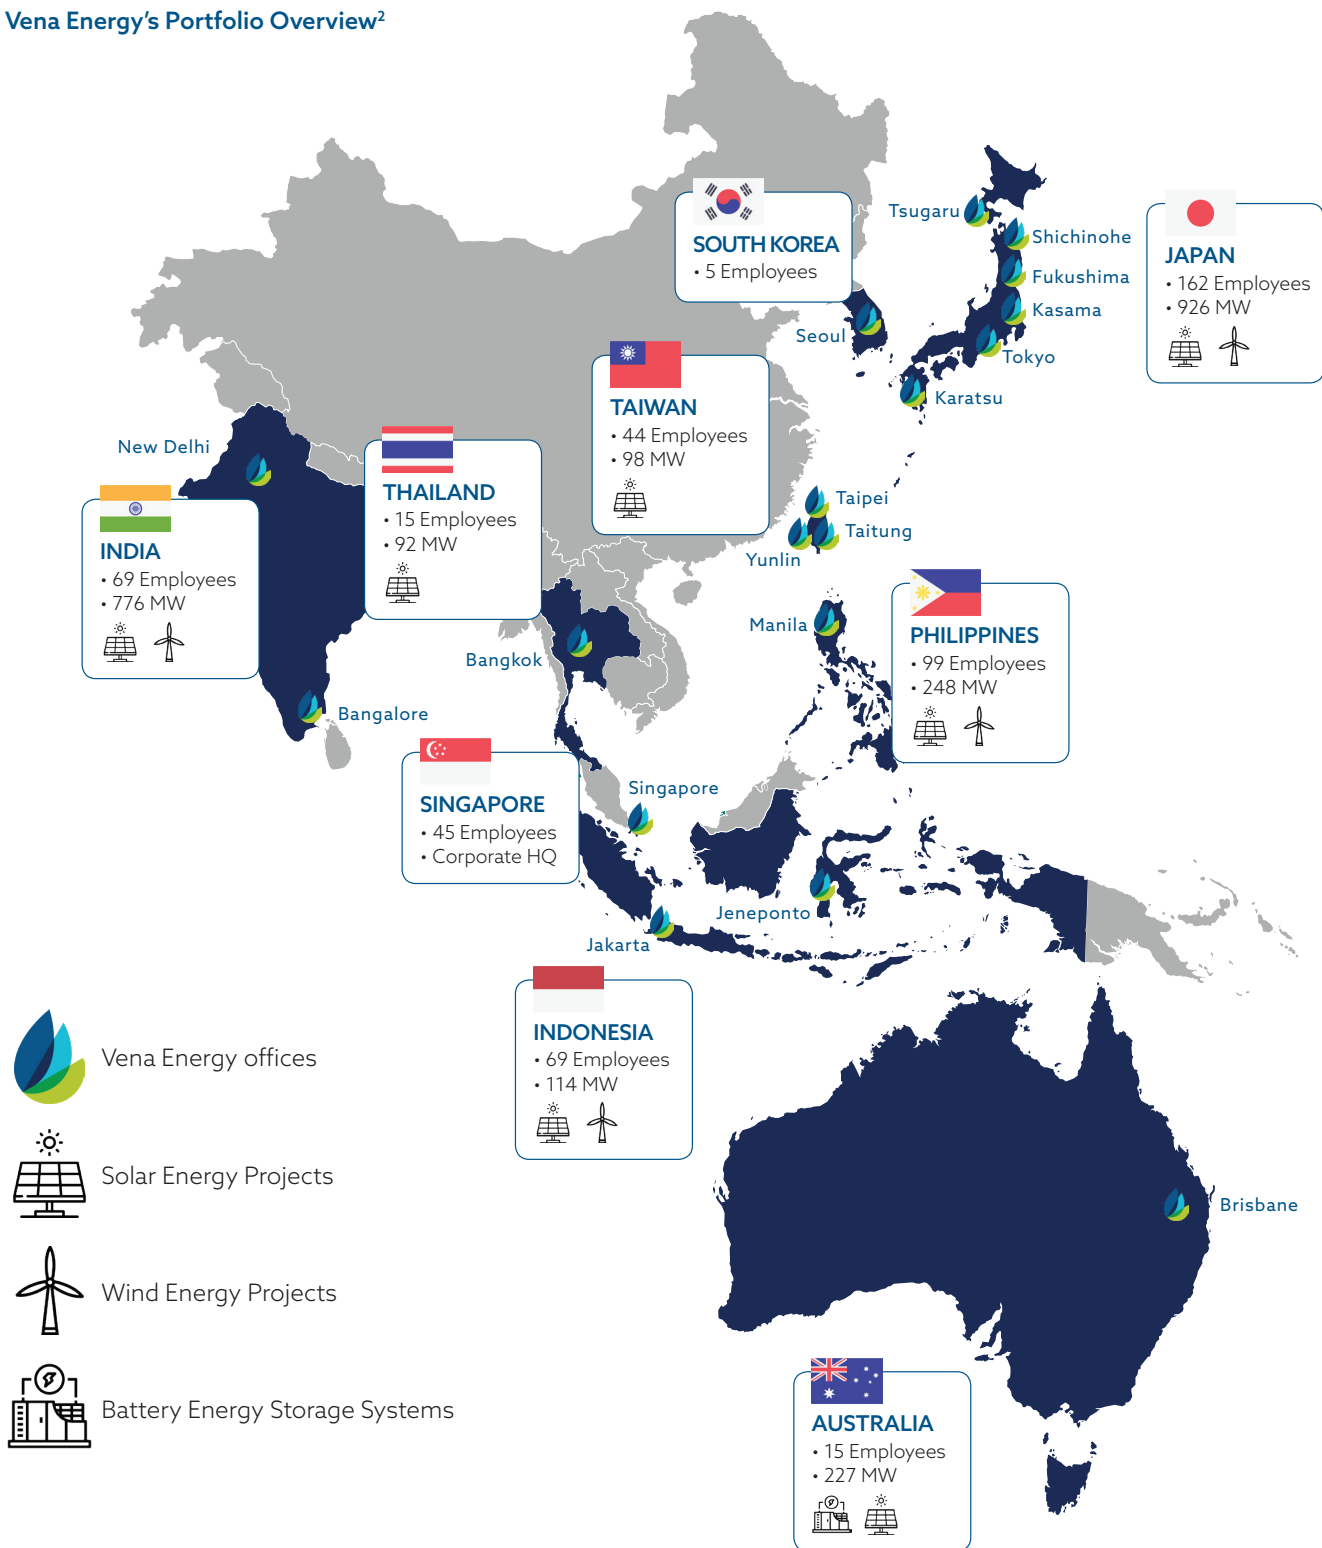 Vena Energy's Portfolio Overview²
SOUTH KOREA
• 5 Employees
Seoul
Tsugaru
Shichinohe
Fukushima
Kasama
Tokyo
Karatsu
JAPAN
• 162 Employees
• 926 MW
TAIWAN
• 44 Employees
• 98 MW
Taipei
Taitung
Yunlin
New Delhi
INDIA
• 69 Employees
• 776 MW
Bangalore
THAILAND
• 15 Employees
• 92 MW
Bangkok
Manila
PHILIPPINES
• 99 Employees
• 248 MW
SINGAPORE
• 45 Employees
• Corporate HQ
Singapore
Jeneponto
Jakarta
INDONESIA
• 69 Employees
• 114 MW
Brisbane
AUSTRALIA
• 15 Employees
• 227 MW
Vena Energy offices
Solar Energy Projects
Wind Energy Projects
Battery Energy Storage Systems